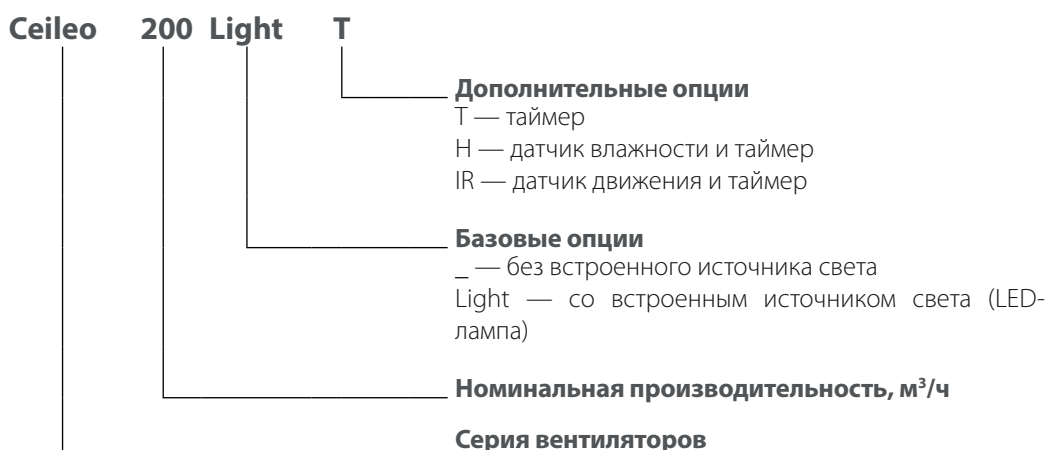 Ceileo 200 Light T
Дополнительные опции
T — таймер
H — датчик влажности и таймер
IR — датчик движения и таймер
Базовые опции
_ — без встроенного источника света
Light — со встроенным источником света (LED-
лампа)
Номинальная производительность, м³/ч
Серия вентиляторов